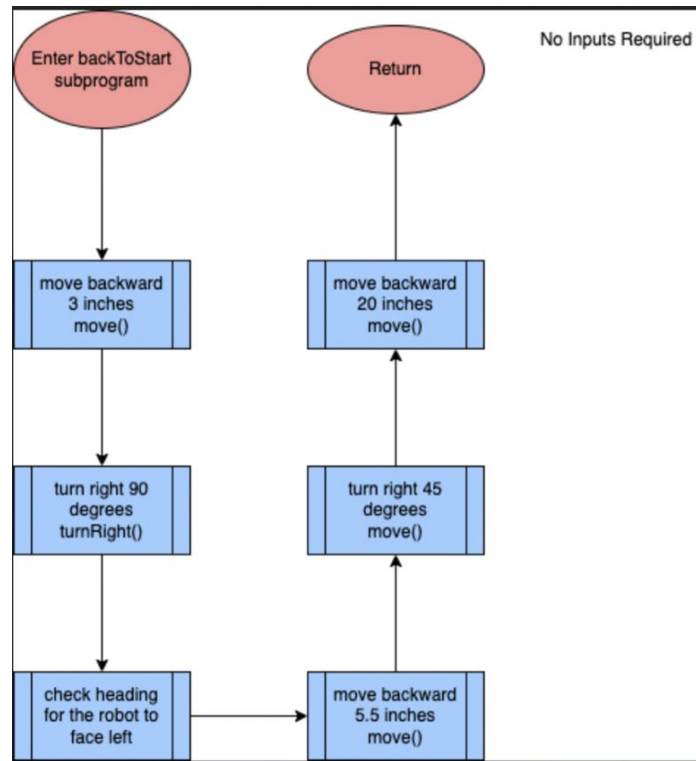 Enter backToStart
subprogram
move backward
3 inches
move()
turn right 90
degrees
turnRight()
check heading
for the robot to
face left
move backward
5.5 inches
move()
turn right 45
degrees
move()
move backward
20 inches
move()
Return
No Inputs Required